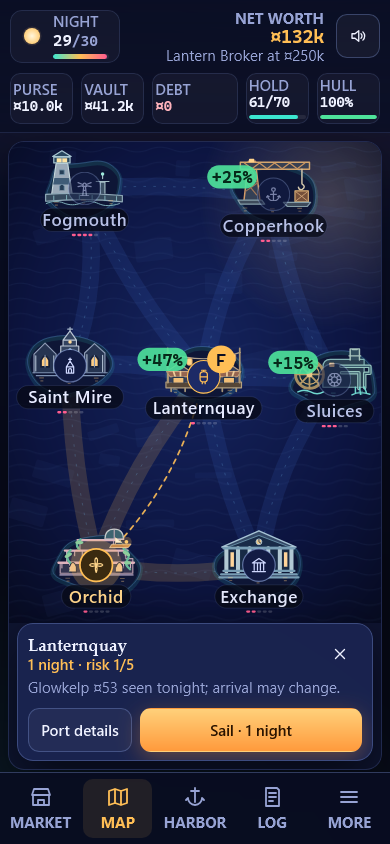 NIGHT
29/30
NET WORTH
¤132k
Lantern Broker at ¤250k
PURSE
¤10.0k
VAULT
¤41.2k
DEBT
¤0
HOLD
61/70
HULL
100%
Fogmouth
+25%
Copperhook
Saint Mire
+47%
F
Lanternquay
+15%
Sluices
Orchid
Exchange
Lanternquay
1 night · risk 1/5
Glowkelp ¤53 seen tonight; arrival may change.
Port details
Sail · 1 night
MARKET
MAP
HARBOR
LOG
MORE